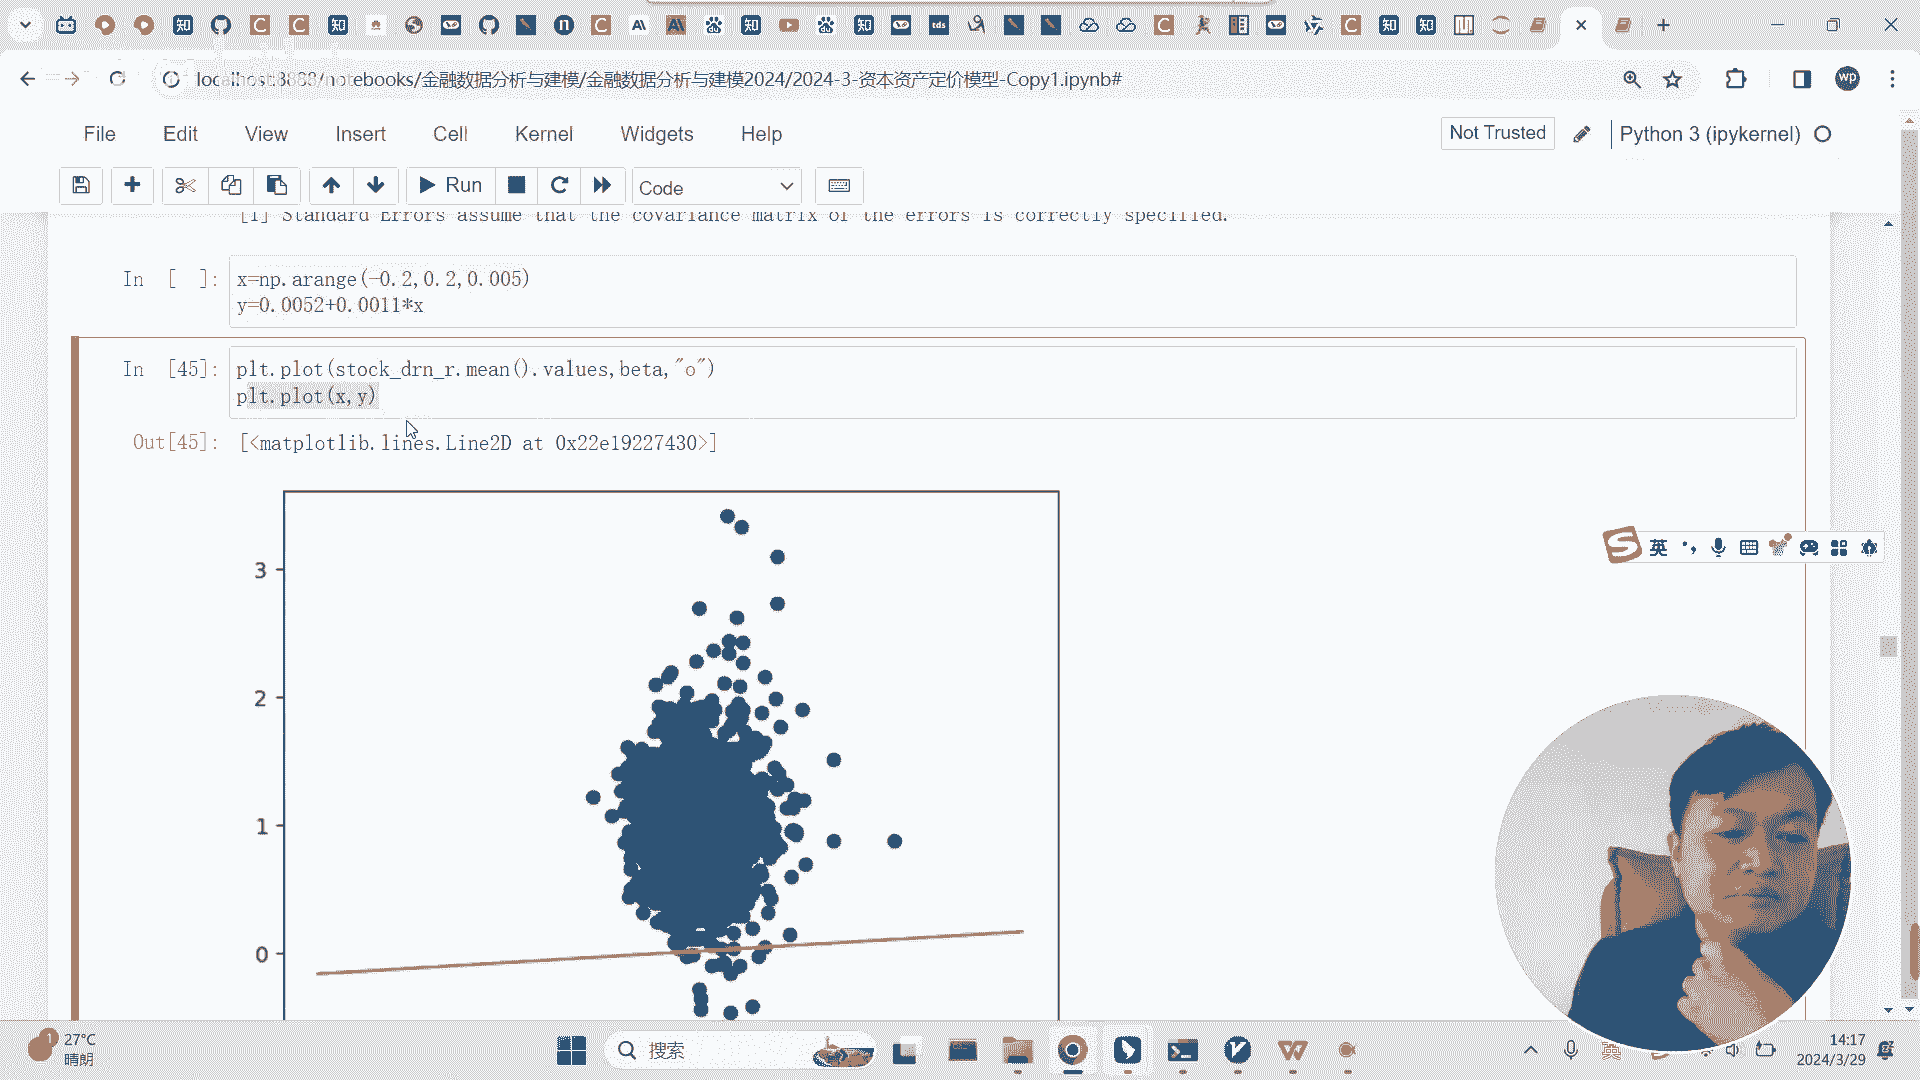 localhost:8888/notebooks/金融数据分析与建模/金融数据分析与建模2024/2024-3-资本资产定价模型-Copy1.ipynb#
File Edit View Insert Cell Kernel Widgets Help
Not Trusted
Python 3 (ipykernel)
Run
Code
[1] Standard Errors assume that the covariance matrix of the errors is correctly specified.
In [ ]:
x=np.arange(-0.2,0.2,0.005)
y=0.0052+0.0011*x
In [45]:
plt.plot(stock_drn_r.mean().values,beta,"o")
plt.plot(x,y)
Out[45]:
[<matplotlib.lines.Line2D at 0x22e19227430>]
3
2
1
0
英
27°C
晴朗
搜索
英
14:17
2024/3/29